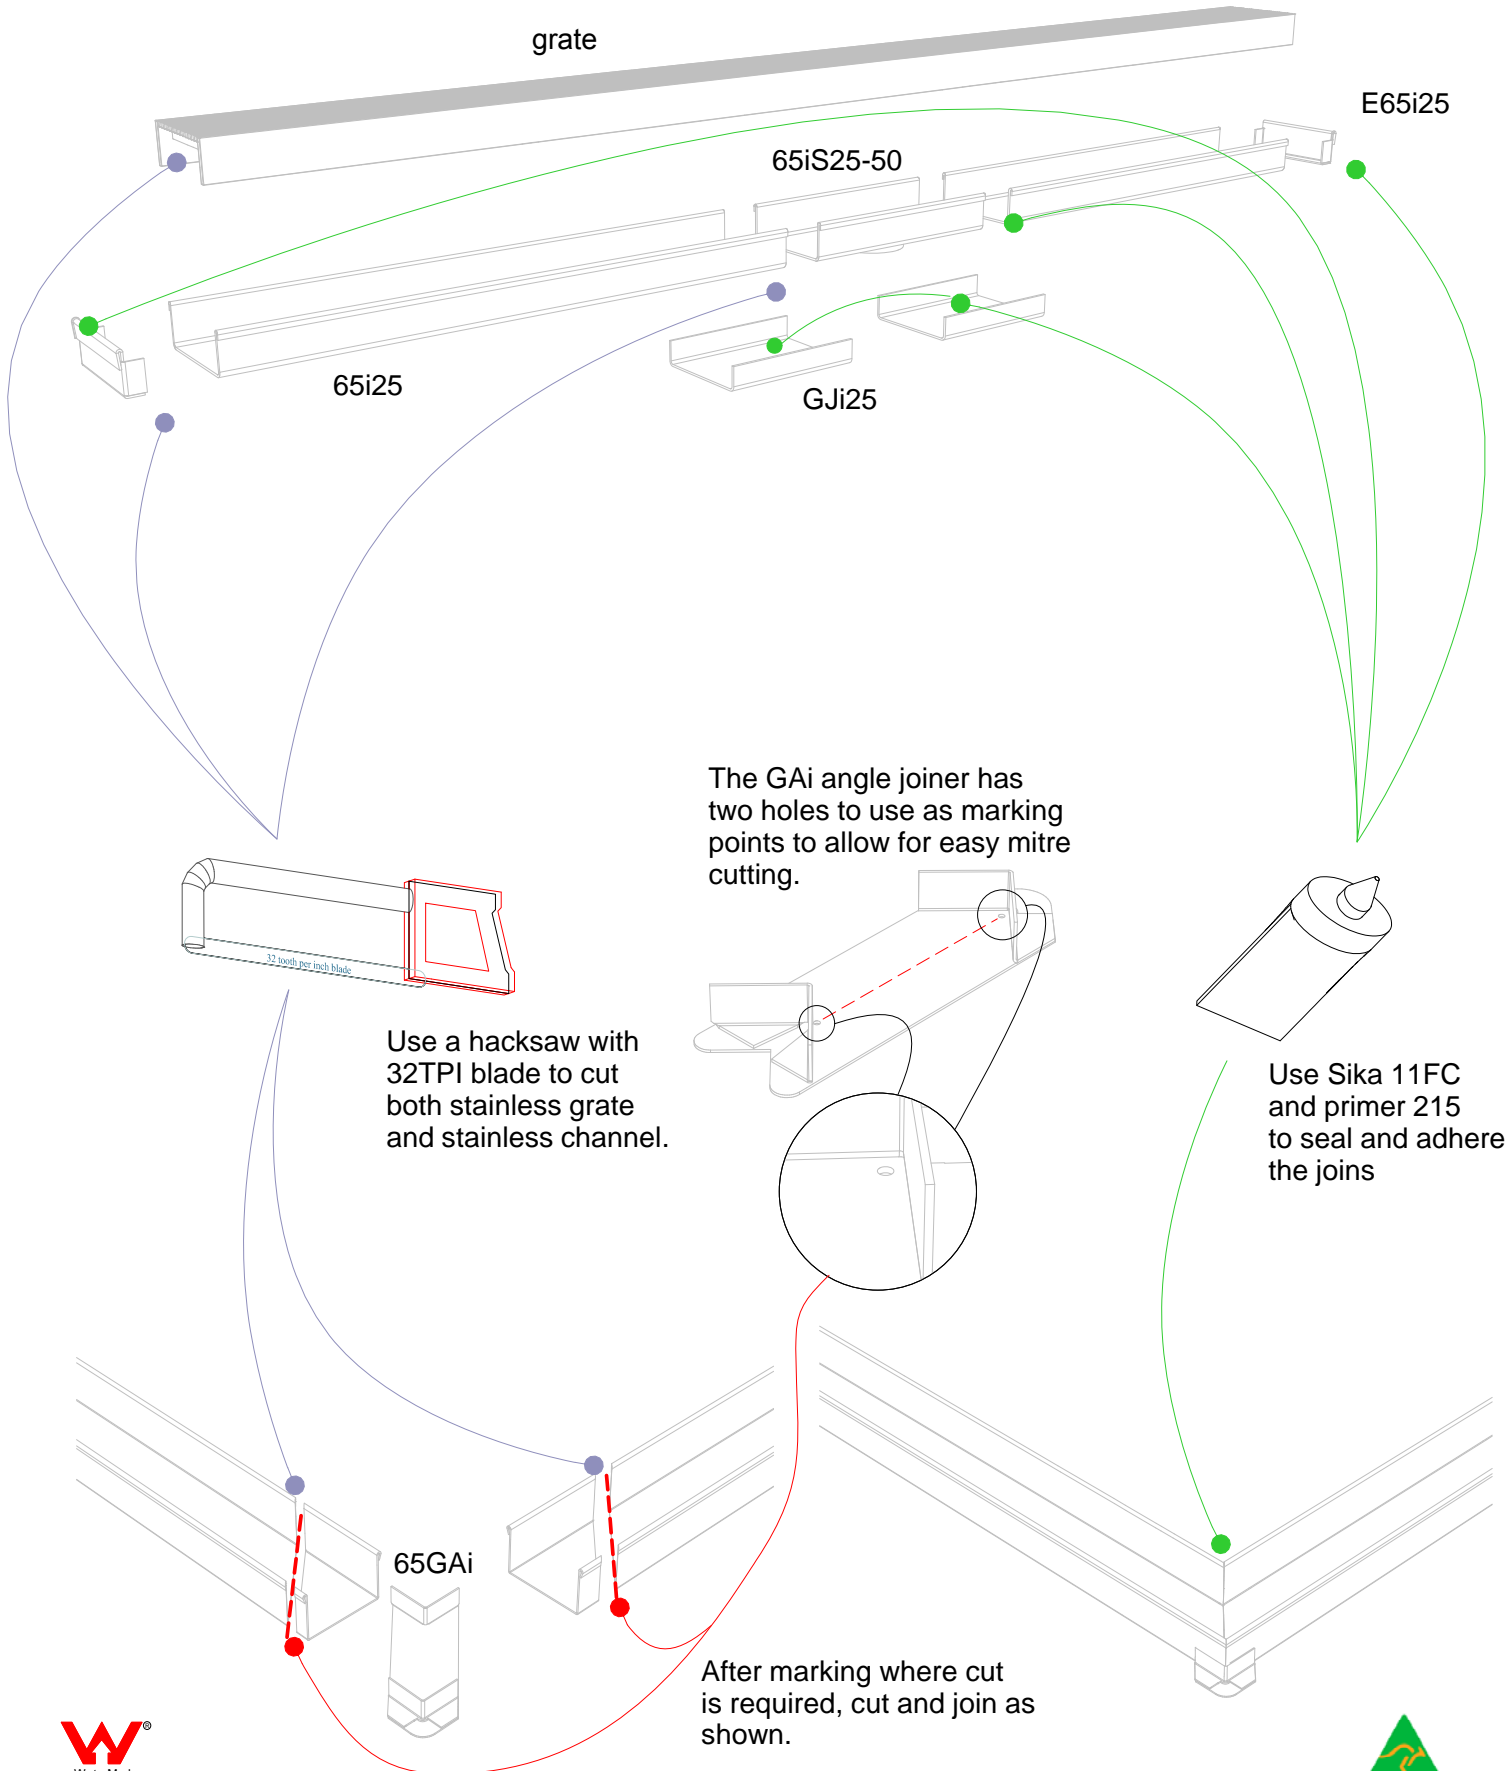 grate
E65i25
65iS25-50
65i25
GJi25
The GAi angle joiner has
two holes to use as marking
points to allow for easy mitre
cutting.
32 tooth per inch blade
Use a hacksaw with
32TPI blade to cut
both stainless grate
and stainless channel.
Use Sika 11FC
and primer 215
to seal and adhere
the joins
65GAi
After marking where cut
is required, cut and join as
shown.
®